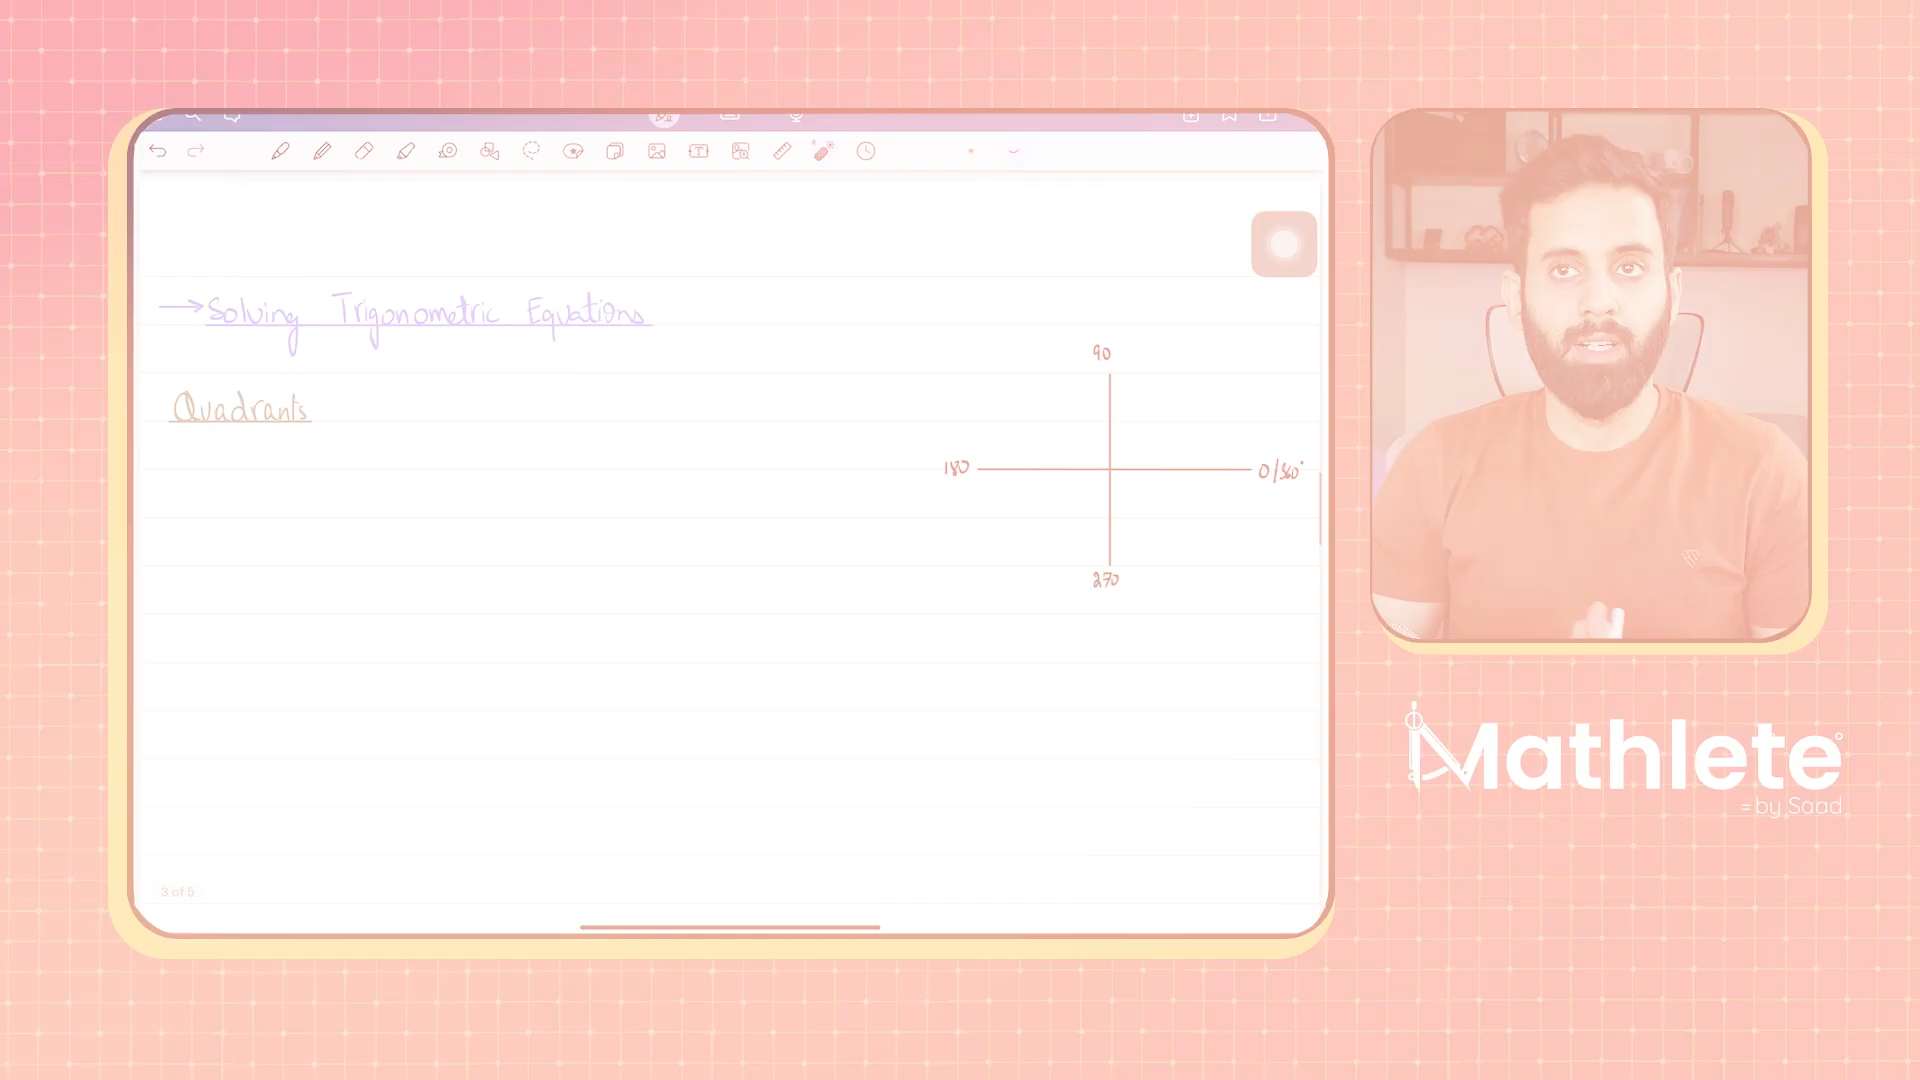 →Solving Trigonometric Equations
90
Quadrants
180
0/360°
270
3 of 5
Mathlete
=by Saad